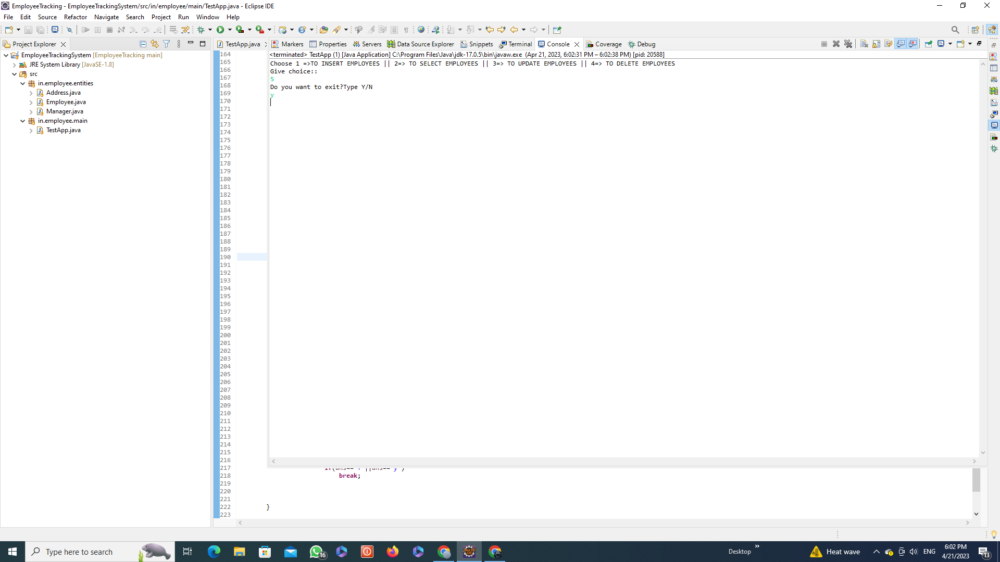 EmployeeTracking - EmployeeTrackingSystem/src/in/employee/main/TestApp.java - Eclipse IDE
File Edit Source Refactor Navigate Search Project Run Window Help
Project Explorer
EmployeeTrackingSystem [EmployeeTracking main]
JRE System Library [JavaSE-1.8]
src
in.employee.entities
Address.java
Employee.java
Manager.java
in.employee.main
TestApp.java
TestApp.java
Markers Properties Servers Data Source Explorer Snippets Terminal Console Coverage Debug
<terminated> TestApp (1) [Java Application] C:\Program Files\Java\jdk-17.0.5\bin\javaw.exe (Apr 21, 2023, 6:02:31 PM – 6:02:38 PM) [pid: 20588]
Choose 1 =>TO INSERT EMPLOYEES || 2=> TO SELECT EMPLOYEES || 3=> TO UPDATE EMPLOYEES || 4=> TO DELETE EMPLOYEES
Give choice::
5
Do you want to exit?Type Y/N
y
164
165
166
167
168
169
170
171
172
173
174
175
176
177
178
179
180
181
182
183
184
185
186
187
188
189
190
191
192
193
194
195
196
197
198
199
200
201
202
203
204
205
206
207
208
209
210
211
212
213
214
215
216
217
218 break;
219
220
221
222 }
223
Type here to search
16
Desktop
Heat wave
ENG
6:02 PM
4/21/2023
13